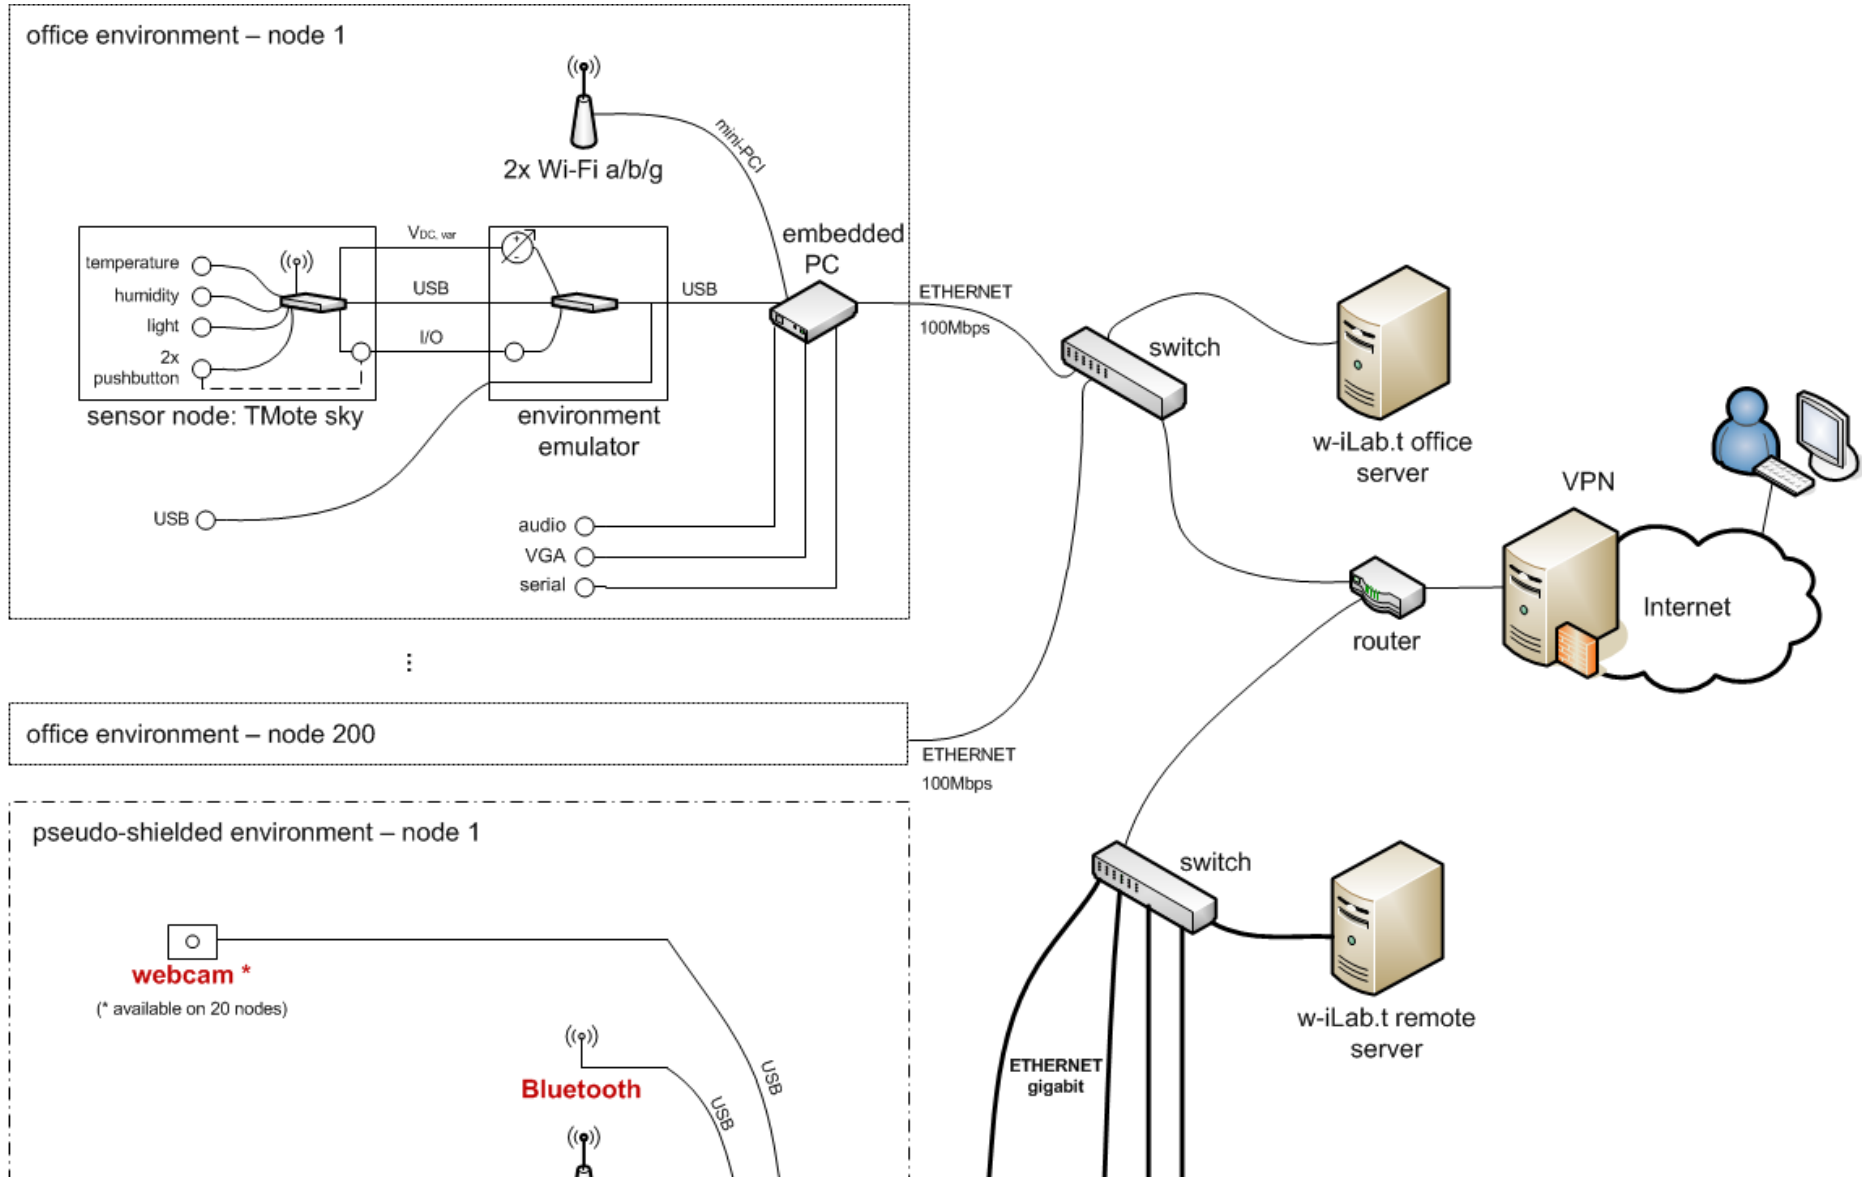 office environment – node 1
2x Wi-Fi a/b/g
mini-PCI
embedded
PC
temperature
humidity
light
2x
pushbutton
VDC, var
USB
I/O
USB
sensor node: TMote sky
environment
emulator
USB
audio
VGA
serial
ETHERNET
100Mbps
switch
w-iLab.t office
server
VPN
Internet
router
⋮
office environment – node 200
ETHERNET
100Mbps
pseudo-shielded environment – node 1
webcam *
(* available on 20 nodes)
Bluetooth
USB
USB
switch
w-iLab.t remote
server
ETHERNET
gigabit